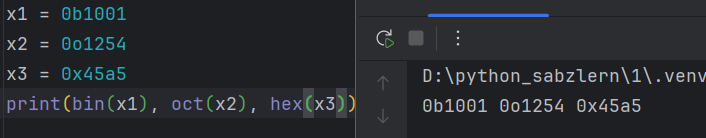 x1 = 0b1001
x2 = 0o1254
x3 = 0x45a5
print(bin(x1), oct(x2), hex(x3))
D:\python_sabzlern\1\.venv
0b1001 0o1254 0x45a5